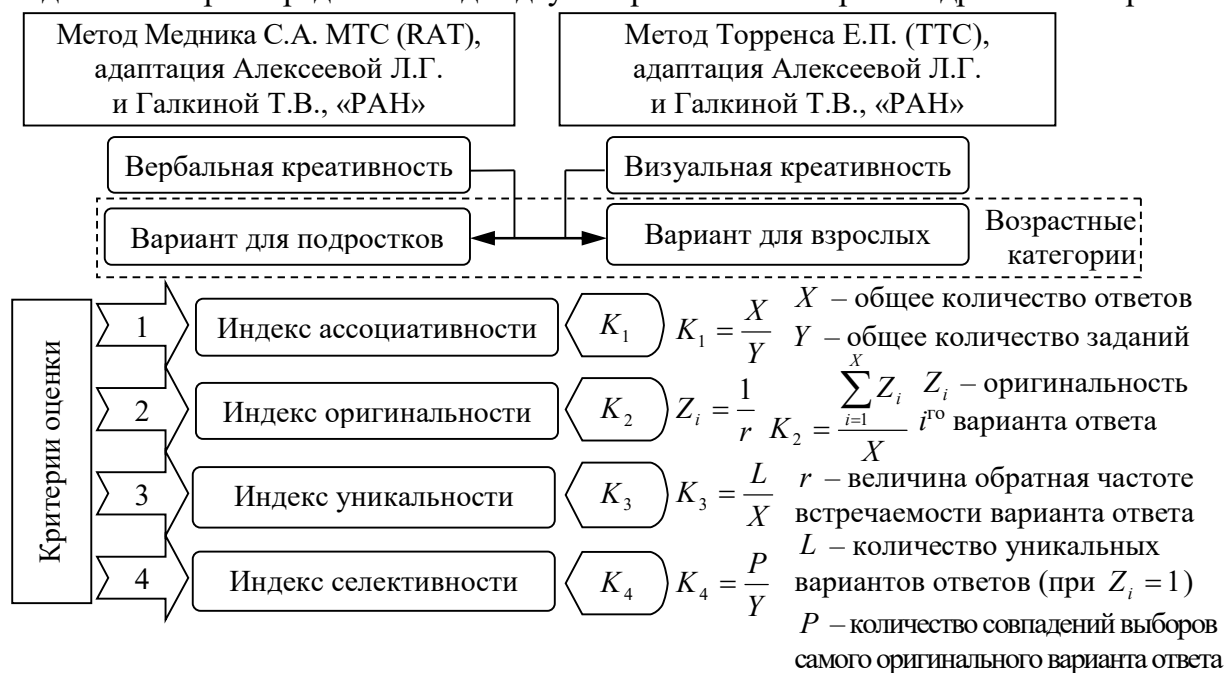 Метод Медника С.А. МТС (RAT),
адаптация Алексеевой Л.Г.
и Галкиной Т.В., «РАН»
Метод Торренса Е.П. (ТТС),
адаптация Алексеевой Л.Г.
и Галкиной Т.В., «РАН»
Вербальная креативность
Визуальная креативность
Вариант для подростков
Вариант для взрослых
Возрастные
категории
Критерии оценки
1
Индекс ассоциативности
K₁
K₁ = X/Y
X – общее количество ответов
Y – общее количество заданий
2
Индекс оригинальности
K₂
Zᵢ = 1/r
K₂ = ∑ᵢ₌₁ˣ Zᵢ / X
Zᵢ – оригинальность
iᵍᵒ варианта ответа
3
Индекс уникальности
K₃
K₃ = L/X
r – величина обратная частоте
встречаемости варианта ответа
4
Индекс селективности
K₄
K₄ = P/Y
L – количество уникальных
вариантов ответов (при Zᵢ = 1)
P – количество совпадений выборов
самого оригинального варианта ответа